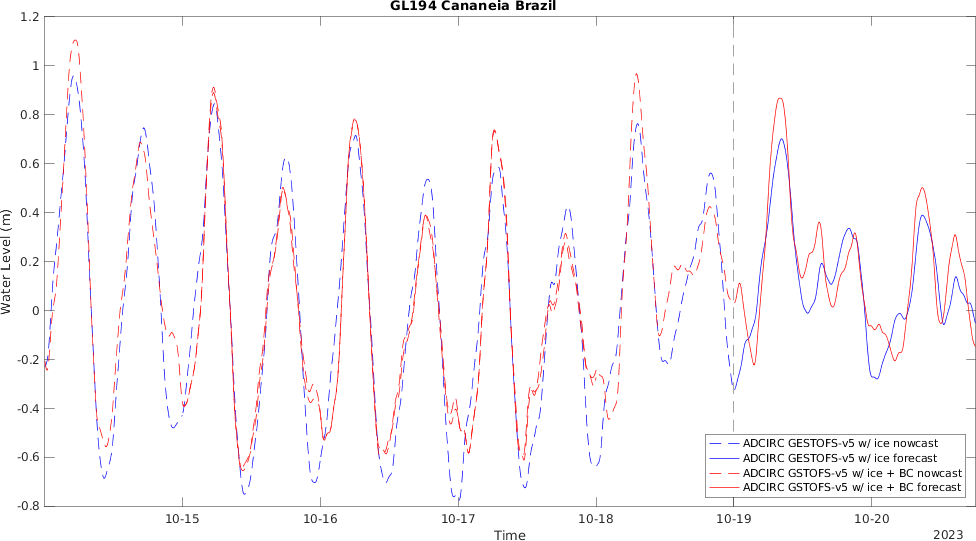 GL194 Cananeia Brazil
1.2
1
0.8
0.6
0.4
0.2
0
-0.2
-0.4
-0.6
-0.8
Water Level (m)
ADCIRC GESTOFS-v5 w/ ice nowcast
ADCIRC GESTOFS-v5 w/ ice forecast
ADCIRC GSTOFS-v5 w/ ice + BC nowcast
ADCIRC GSTOFS-v5 w/ ice + BC forecast
10-15 10-16 10-17 10-18 10-19 10-20
Time
2023